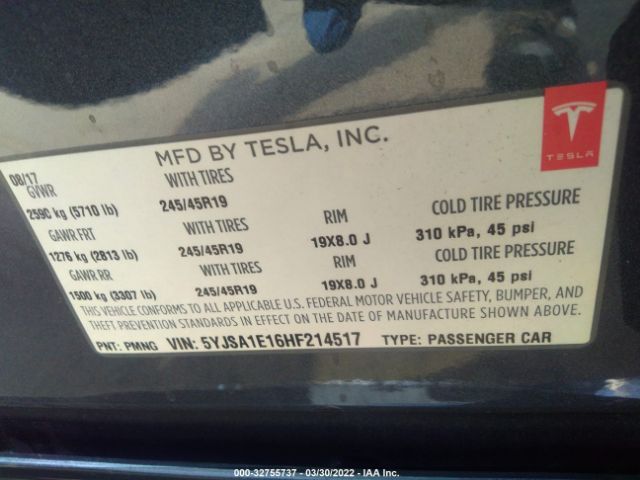 MFD BY TESLA, INC.
TESLA
08/17
GVWR WITH TIRES
2590 kg (5710 lb) 245/45R19 RIM COLD TIRE PRESSURE
GAWR FRT WITH TIRES 19X8.0 J 310 kPa, 45 psi
1276 kg (2813 lb) 245/45R19 RIM COLD TIRE PRESSURE
GAWR RR WITH TIRES 19X8.0 J 310 kPa, 45 psi
1500 kg (3307 lb) 245/45R19
THIS VEHICLE CONFORMS TO ALL APPLICABLE U.S. FEDERAL MOTOR VEHICLE SAFETY, BUMPER, AND
THEFT PREVENTION STANDARDS IN EFFECT ON THE DATE OF MANUFACTURE SHOWN ABOVE.
PNT: PMNG VIN: 5YJSA1E16HF214517 TYPE: PASSENGER CAR
000-32755737 - 03/30/2022 - IAA Inc.